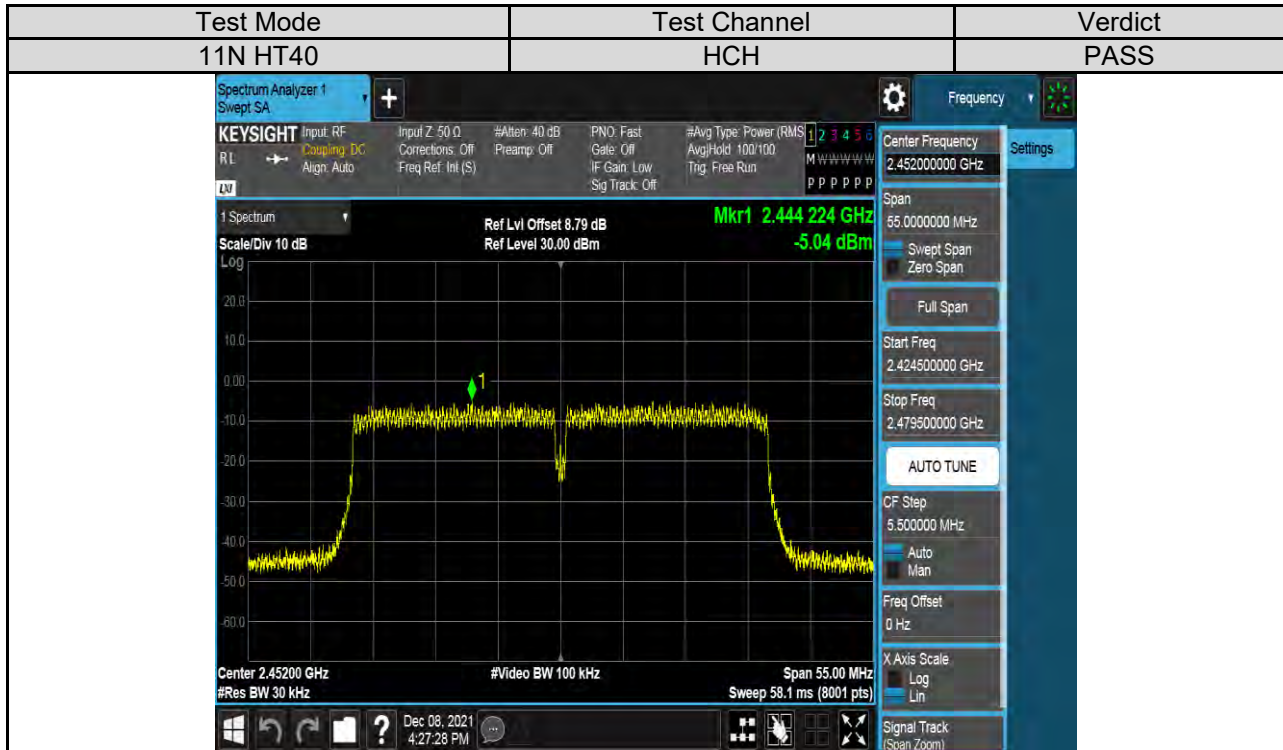 Test Mode Test Channel Verdict
11N HT40 HCH PASS
Spectrum Analyzer 1
Swept SA
+
Frequency
KEYSIGHT Input: RF Input Z: 50 Ω #Atten: 40 dB PNO: Fast #Avg Type: Power (RMS 1 2 3 4 5 6
Coupling: DC Corrections: Off Preamp: Off Gate: Off Avg|Hold: 100/100 M W W W W W
RL Align: Auto Freq Ref: Int (S) IF Gain: Low Trig: Free Run
Sig Track: Off P P P P P P
LXI
Center Frequency
2.452000000 GHz
Settings
Span
55.0000000 MHz
Swept Span
Zero Span
Full Span
Start Freq
2.424500000 GHz
Stop Freq
2.479500000 GHz
AUTO TUNE
CF Step
5.500000 MHz
Auto
Man
Freq Offset
0 Hz
X Axis Scale
Log
Lin
Signal Track
(Span Zoom)
1 Spectrum
Ref Lvl Offset 8.79 dB
Mkr1 2.444 224 GHz
Scale/Div 10 dB
Ref Level 30.00 dBm
-5.04 dBm
Log
20.0
10.0
0.00
-10.0
-20.0
-30.0
-40.0
-50.0
-60.0
1
Center 2.45200 GHz #Video BW 100 kHz Span 55.00 MHz
#Res BW 30 kHz Sweep 58.1 ms (8001 pts)
? Dec 08, 2021
4:27:28 PM